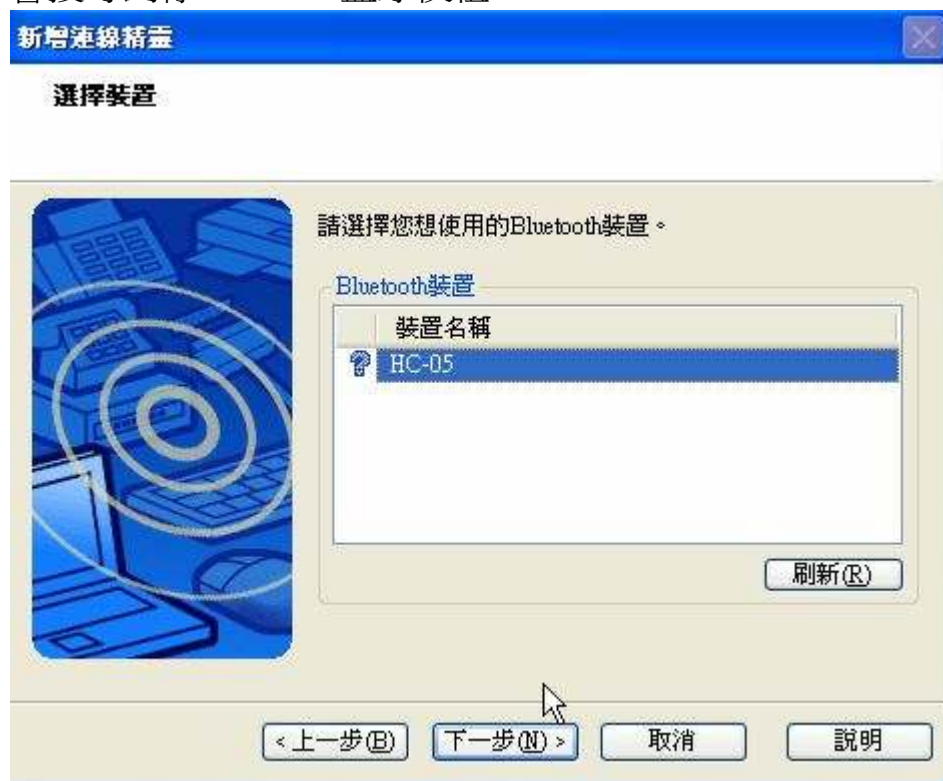 新增連線精靈
選擇裝置
請選擇您想使用的Bluetooth裝置。
Bluetooth裝置
裝置名稱
HC-05
刷新(R)
<上一步(B)
下一步(N)>
取消
說明